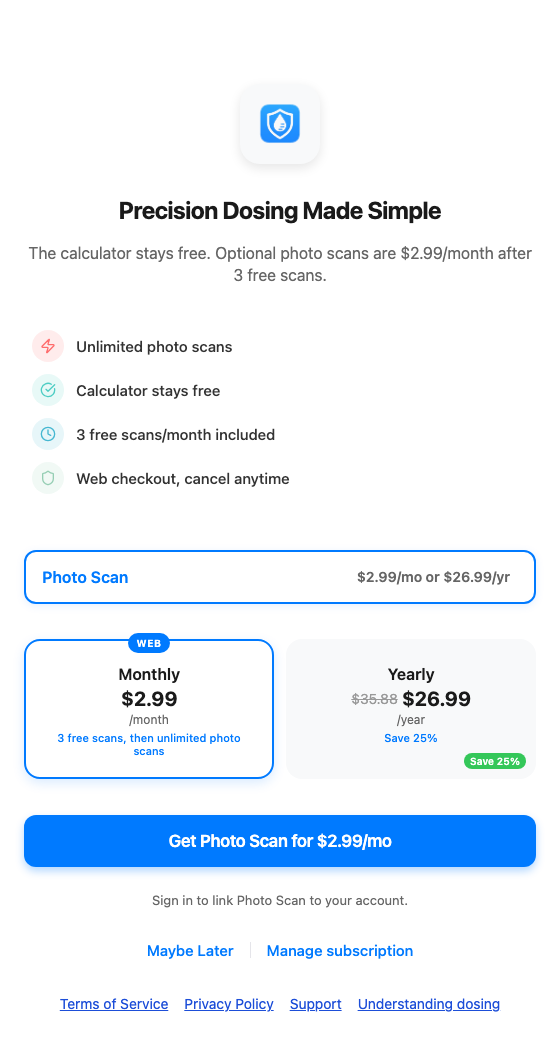 Precision Dosing Made Simple
The calculator stays free. Optional photo scans are $2.99/month after
3 free scans.
Unlimited photo scans
Calculator stays free
3 free scans/month included
Web checkout, cancel anytime
Photo Scan $2.99/mo or $26.99/yr
WEB
Monthly
$2.99
/month
3 free scans, then unlimited photo
scans
Yearly
$35.88 $26.99
/year
Save 25%
Save 25%
Get Photo Scan for $2.99/mo
Sign in to link Photo Scan to your account.
Maybe Later Manage subscription
Terms of Service Privacy Policy Support Understanding dosing